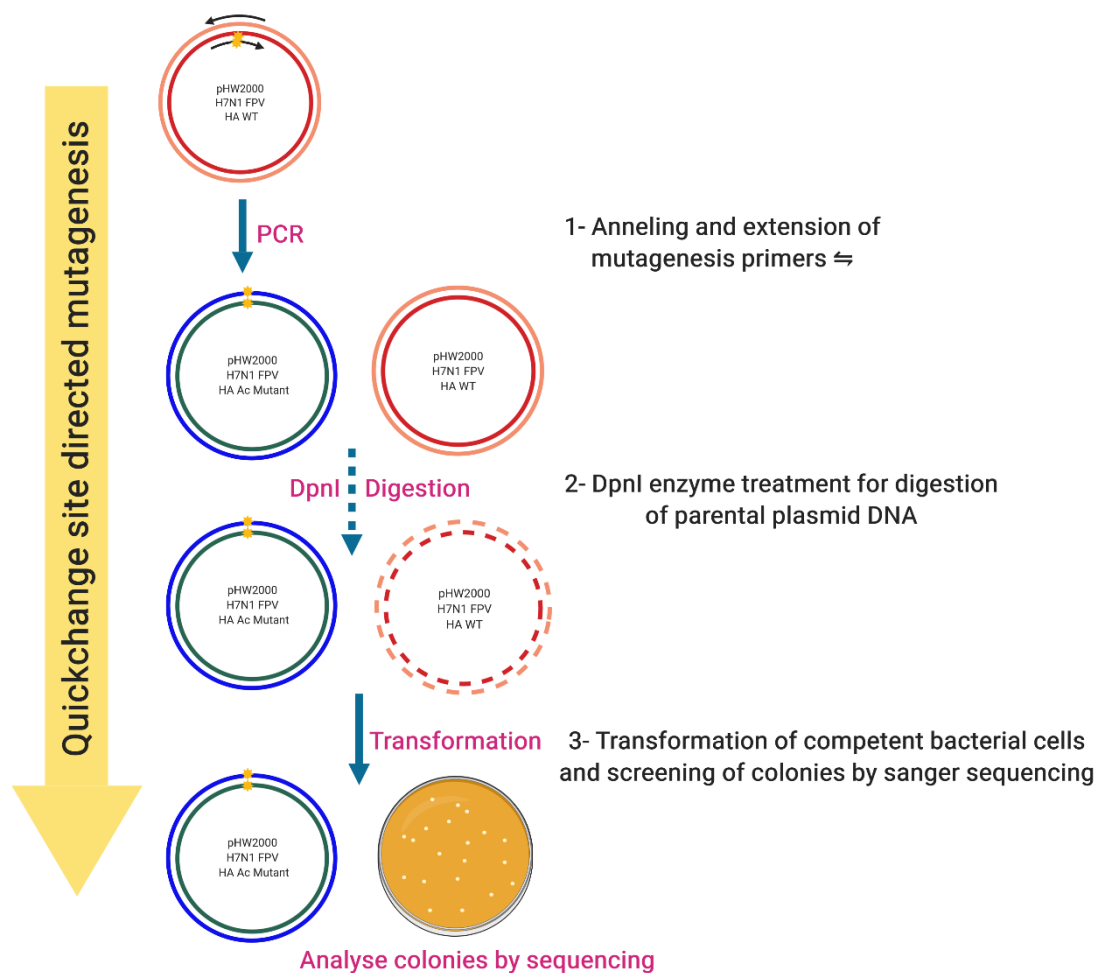 Quickchange site directed mutagenesis
pHW2000
H7N1 FPV
HA WT
PCR
1- Anneling and extension of
mutagenesis primers ⇋
pHW2000
H7N1 FPV
HA Ac Mutant
pHW2000
H7N1 FPV
HA WT
DpnI Digestion
2- DpnI enzyme treatment for digestion
of parental plasmid DNA
pHW2000
H7N1 FPV
HA Ac Mutant
pHW2000
H7N1 FPV
HA WT
Transformation
3- Transformation of competent bacterial cells
and screening of colonies by sanger sequencing
pHW2000
H7N1 FPV
HA Ac Mutant
Analyse colonies by sequencing